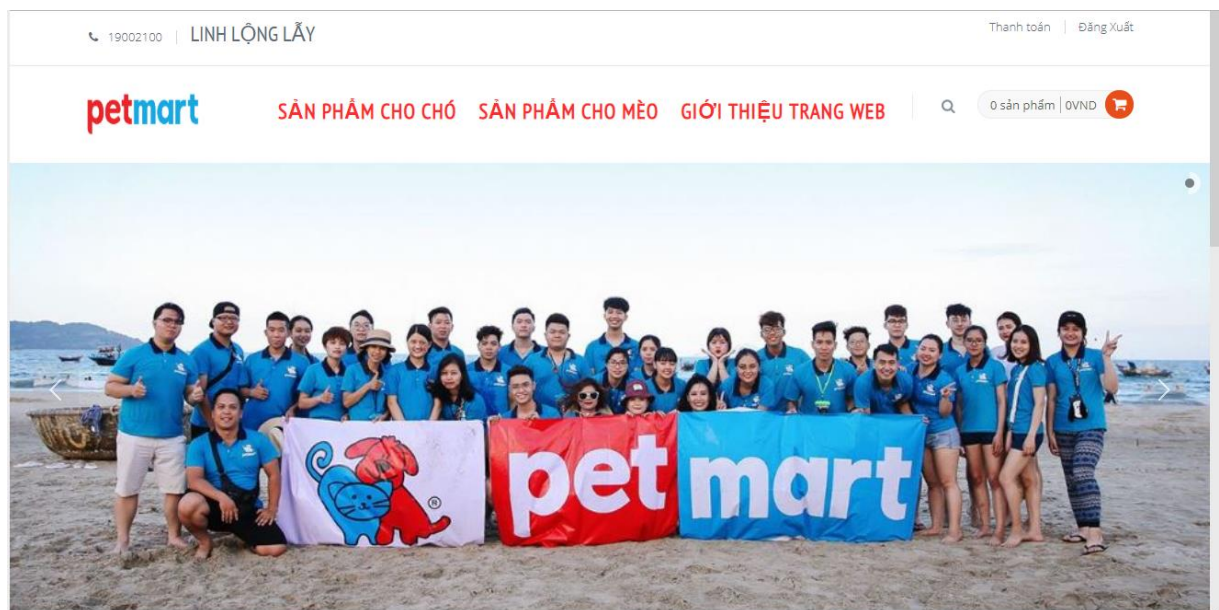 19002100 | LINH LỘNG LẪY
Thanh toán | Đăng Xuất
petmart
SẢN PHẨM CHO CHÓ SẢN PHẨM CHO MÈO GIỚI THIỆU TRANG WEB
0 sản phẩm | 0VND
®
pet mart